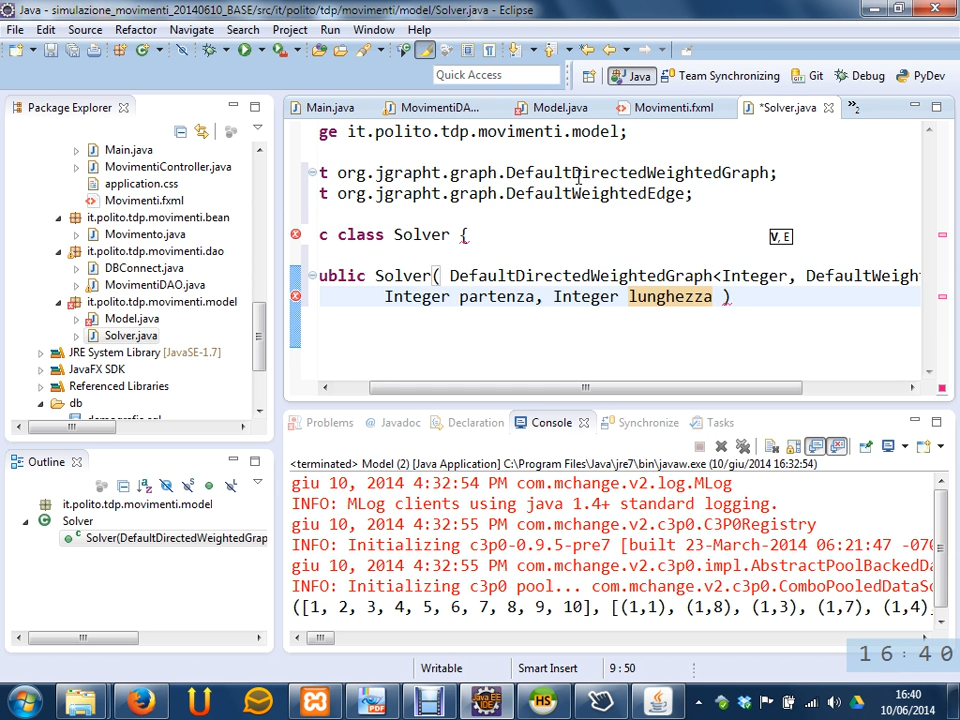 Java - simulazione_movimenti_20140610_BASE/src/it/polito/tdp/movimenti/model/Solver.java - Eclipse
File Edit Source Refactor Navigate Search Project Run Window Help
Quick Access
Java Team Synchronizing Git Debug PyDev
Package Explorer
Main.java
MovimentiController.java
application.css
Movimenti.fxml
it.polito.tdp.movimenti.bean
Movimento.java
it.polito.tdp.movimenti.dao
DBConnect.java
MovimentiDAO.java
it.polito.tdp.movimenti.model
Model.java
Solver.java
JRE System Library [JavaSE-1.7]
JavaFX SDK
Referenced Libraries
db
Outline
it.polito.tdp.movimenti.model
Solver
Solver(DefaultDirectedWeightedGrap
Main.java MovimentiDA... Model.java Movimenti.fxml *Solver.java »2
ge it.polito.tdp.movimenti.model;
t org.jgrapht.graph.DefaultDirectedWeightedGraph;
t org.jgrapht.graph.DefaultWeightedEdge;
c class Solver {
V, E
ublic Solver( DefaultDirectedWeightedGraph<Integer, DefaultWeigh
Integer partenza, Integer lunghezza )
Problems @ Javadoc Declaration Console Synchronize Tasks
<terminated> Model (2) [Java Application] C:\Program Files\Java\jre7\bin\javaw.exe (10/giu/2014 16:32:54)
giu 10, 2014 4:32:54 PM com.mchange.v2.log.MLog
INFO: MLog clients using java 1.4+ standard logging.
giu 10, 2014 4:32:55 PM com.mchange.v2.c3p0.C3P0Registry
INFO: Initializing c3p0-0.9.5-pre7 [built 23-March-2014 06:21:47 -070
giu 10, 2014 4:32:55 PM com.mchange.v2.c3p0.impl.AbstractPoolBackedDa
INFO: Initializing c3p0 pool... com.mchange.v2.c3p0.ComboPooledDataSo
([1, 2, 3, 4, 5, 6, 7, 8, 9, 10], [(1,1), (1,8), (1,3), (1,7), (1,4),
16:40
Writable Smart Insert 9 : 50
16:40
10/06/2014